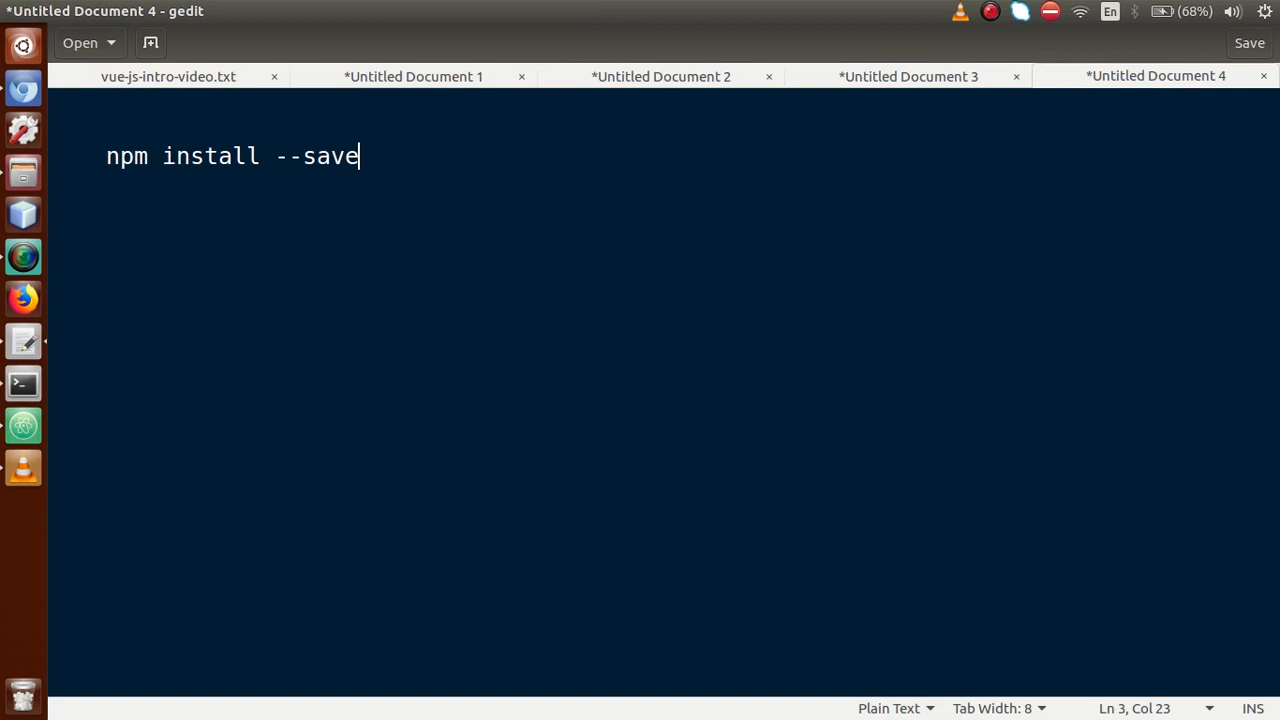 *Untitled Document 4 - gedit
En
(68%)
Open
Save
vue-js-intro-video.txt
*Untitled Document 1
*Untitled Document 2
*Untitled Document 3
*Untitled Document 4
npm install --save
Plain Text
Tab Width: 8
Ln 3, Col 23
INS